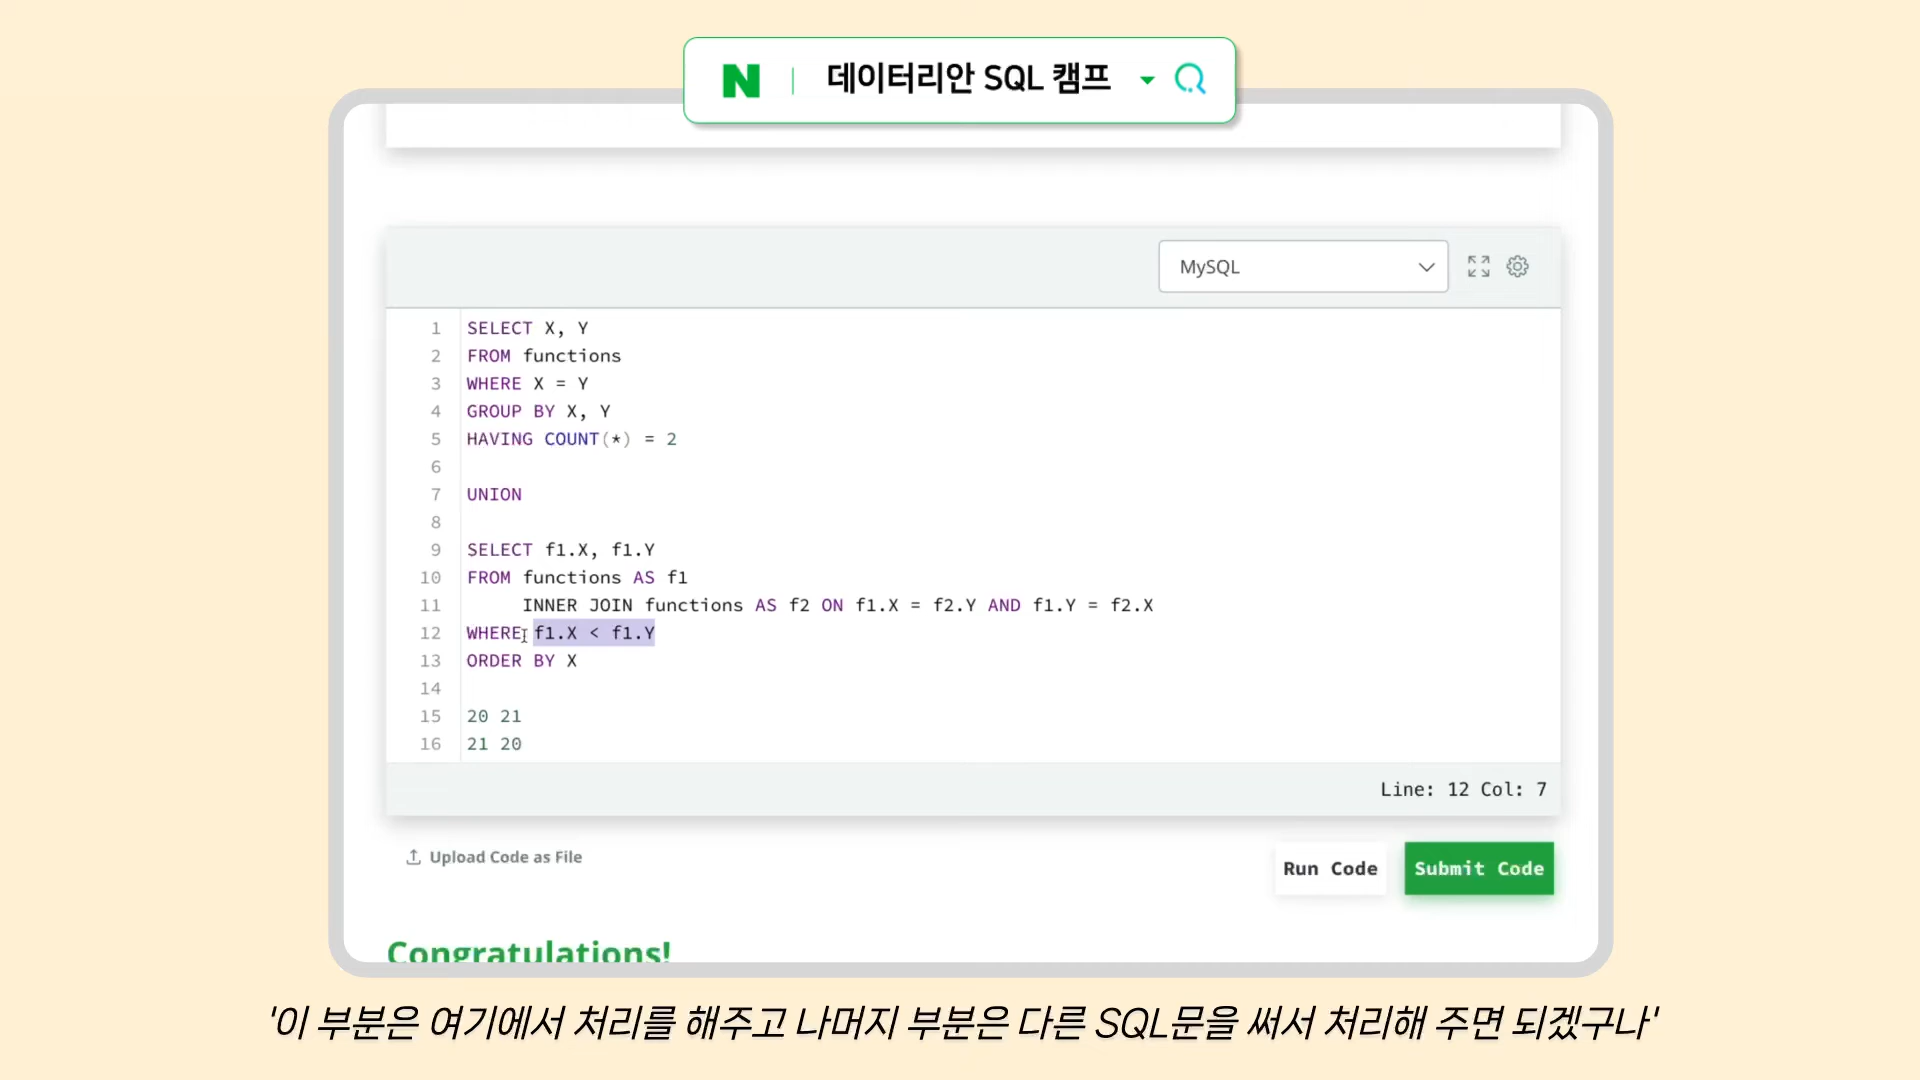 N | 데이터리안 SQL 캠프
MySQL
1 SELECT X, Y
2 FROM functions
3 WHERE X = Y
4 GROUP BY X, Y
5 HAVING COUNT(*) = 2
6
7 UNION
8
9 SELECT f1.X, f1.Y
10 FROM functions AS f1
11 INNER JOIN functions AS f2 ON f1.X = f2.Y AND f1.Y = f2.X
12 WHERE f1.X < f1.Y
13 ORDER BY X
14
15 20 21
16 21 20
Line: 12 Col: 7
Upload Code as File
Run Code
Submit Code
Congratulations!
'이 부분은 여기에서 처리를 해주고 나머지 부분은 다른 SQL문을 써서 처리해 주면 되겠구나'